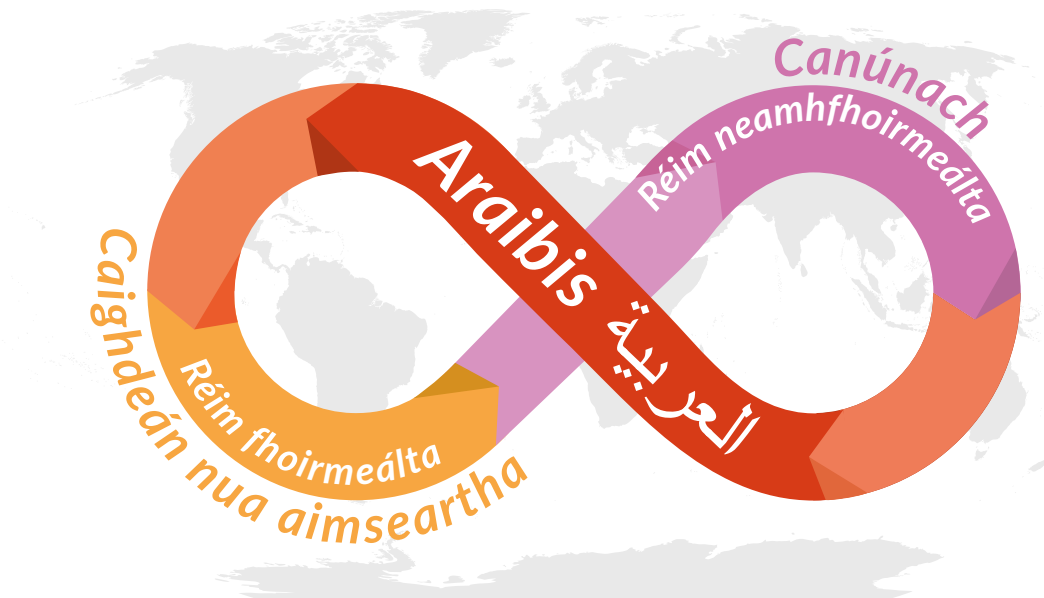 Canúnach
Réim neamhfhoirmeálta
Araibis العربية
Caighdeán nua aimseartha
Réim fhoirmeálta